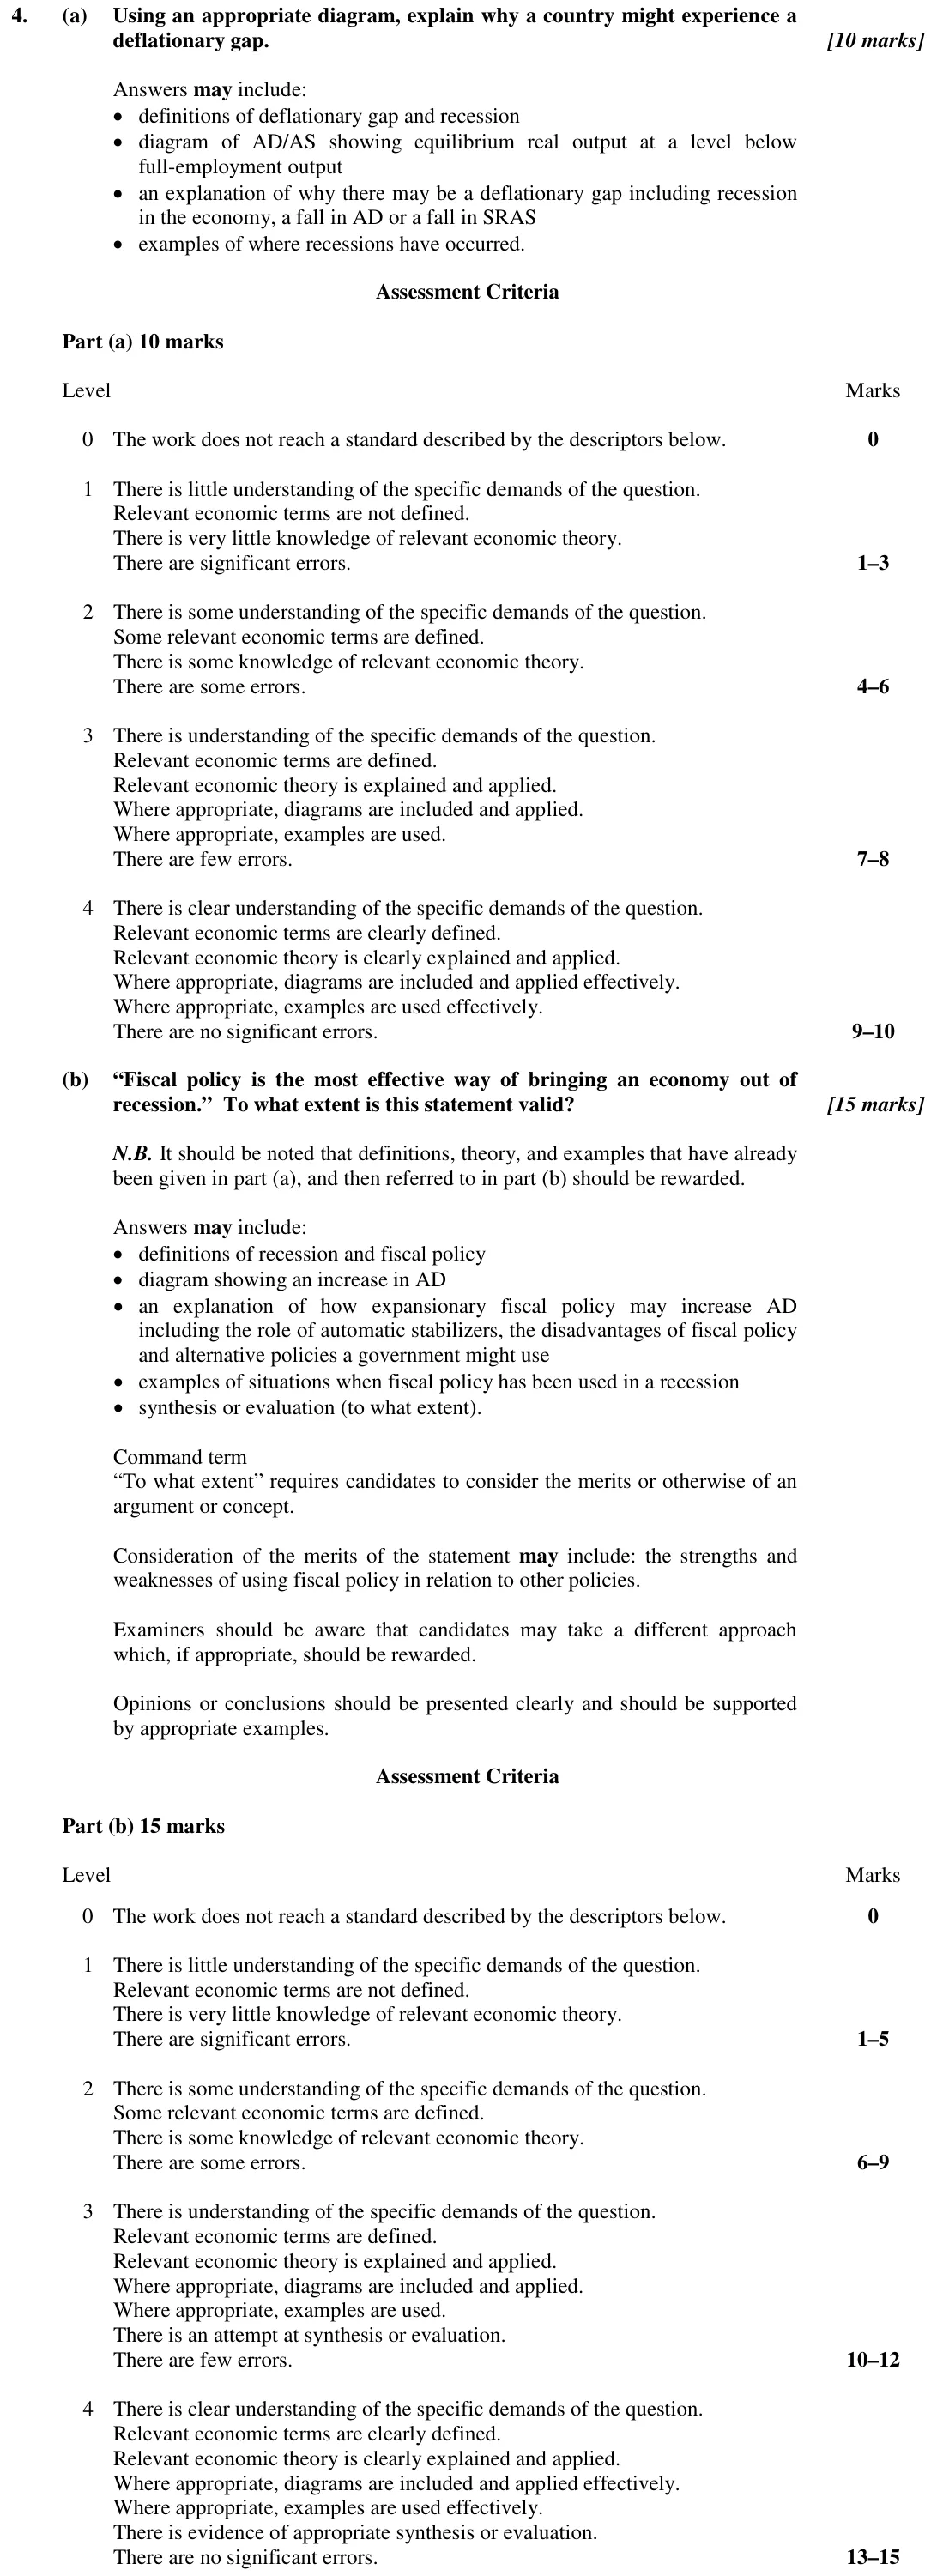 4. (a) Using an appropriate diagram, explain why a country might experience a
deflationary gap. [10 marks]
Answers may include:
• definitions of deflationary gap and recession
• diagram of AD/AS showing equilibrium real output at a level below
full-employment output
• an explanation of why there may be a deflationary gap including recession
in the economy, a fall in AD or a fall in SRAS
• examples of where recessions have occurred.
Assessment Criteria
Part (a) 10 marks
Level Marks
0 The work does not reach a standard described by the descriptors below. 0
1 There is little understanding of the specific demands of the question.
Relevant economic terms are not defined.
There is very little knowledge of relevant economic theory.
There are significant errors. 1–3
2 There is some understanding of the specific demands of the question.
Some relevant economic terms are defined.
There is some knowledge of relevant economic theory.
There are some errors. 4–6
3 There is understanding of the specific demands of the question.
Relevant economic terms are defined.
Relevant economic theory is explained and applied.
Where appropriate, diagrams are included and applied.
Where appropriate, examples are used.
There are few errors. 7–8
4 There is clear understanding of the specific demands of the question.
Relevant economic terms are clearly defined.
Relevant economic theory is clearly explained and applied.
Where appropriate, diagrams are included and applied effectively.
Where appropriate, examples are used effectively.
There are no significant errors. 9–10
(b) “Fiscal policy is the most effective way of bringing an economy out of
recession.” To what extent is this statement valid? [15 marks]
N.B. It should be noted that definitions, theory, and examples that have already
been given in part (a), and then referred to in part (b) should be rewarded.
Answers may include:
• definitions of recession and fiscal policy
• diagram showing an increase in AD
• an explanation of how expansionary fiscal policy may increase AD
including the role of automatic stabilizers, the disadvantages of fiscal policy
and alternative policies a government might use
• examples of situations when fiscal policy has been used in a recession
• synthesis or evaluation (to what extent).
Command term
“To what extent” requires candidates to consider the merits or otherwise of an
argument or concept.
Consideration of the merits of the statement may include: the strengths and
weaknesses of using fiscal policy in relation to other policies.
Examiners should be aware that candidates may take a different approach
which, if appropriate, should be rewarded.
Opinions or conclusions should be presented clearly and should be supported
by appropriate examples.
Assessment Criteria
Part (b) 15 marks
Level Marks
0 The work does not reach a standard described by the descriptors below. 0
1 There is little understanding of the specific demands of the question.
Relevant economic terms are not defined.
There is very little knowledge of relevant economic theory.
There are significant errors. 1–5
2 There is some understanding of the specific demands of the question.
Some relevant economic terms are defined.
There is some knowledge of relevant economic theory.
There are some errors. 6–9
3 There is understanding of the specific demands of the question.
Relevant economic terms are defined.
Relevant economic theory is explained and applied.
Where appropriate, diagrams are included and applied.
Where appropriate, examples are used.
There is an attempt at synthesis or evaluation.
There are few errors. 10–12
4 There is clear understanding of the specific demands of the question.
Relevant economic terms are clearly defined.
Relevant economic theory is clearly explained and applied.
Where appropriate, diagrams are included and applied effectively.
Where appropriate, examples are used effectively.
There is evidence of appropriate synthesis or evaluation.
There are no significant errors. 13–15